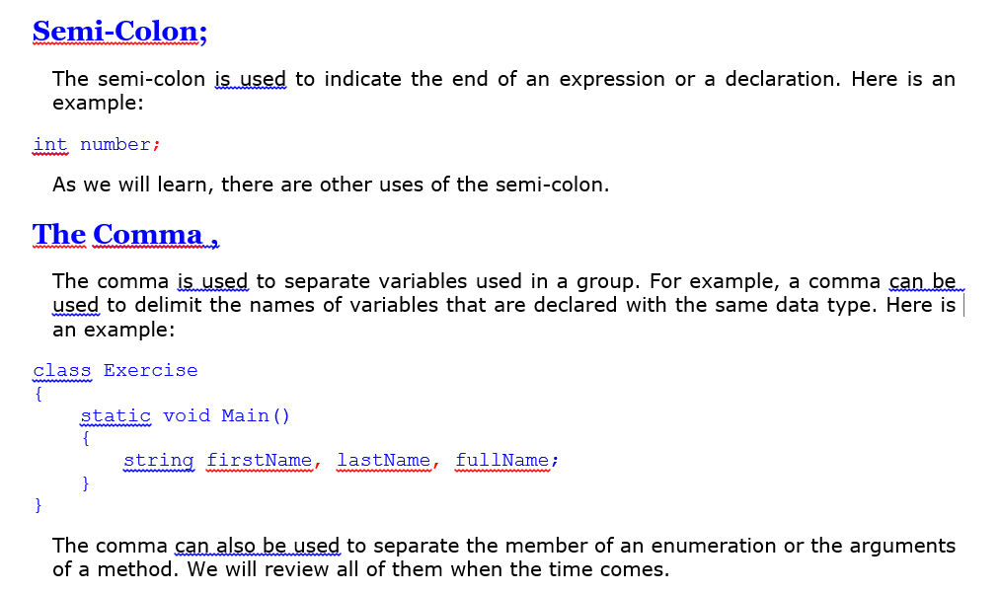 Semi-Colon;
The semi-colon is used to indicate the end of an expression or a declaration. Here is an
example:
int number;
As we will learn, there are other uses of the semi-colon.
The Comma ,
The comma is used to separate variables used in a group. For example, a comma can be
used to delimit the names of variables that are declared with the same data type. Here is
an example:
class Exercise
{
    static void Main()
    {
        string firstName, lastName, fullName;
    }
}
The comma can also be used to separate the member of an enumeration or the arguments
of a method. We will review all of them when the time comes.